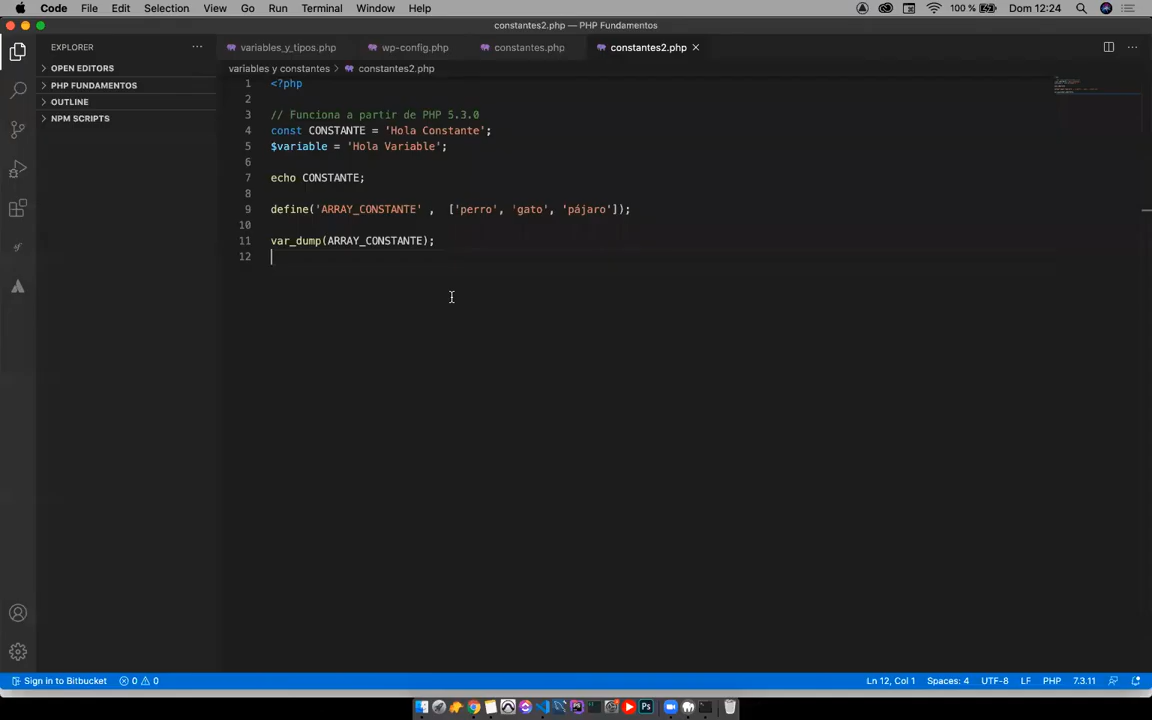 Code File Edit Selection View Go Run Terminal Window Help 100 % Dom 12:24
constantes2.php — PHP Fundamentos
EXPLORER ··· variables_y_tipos.php wp-config.php constantes.php constantes2.php
OPEN EDITORS
PHP FUNDAMENTOS
OUTLINE
NPM SCRIPTS
variables y constantes > constantes2.php
1 <?php
2
3 // Funciona a partir de PHP 5.3.0
4 const CONSTANTE = 'Hola Constante';
5 $variable = 'Hola Variable';
6
7 echo CONSTANTE;
8
9 define('ARRAY_CONSTANTE' , ['perro', 'gato', 'pájaro']);
10
11 var_dump(ARRAY_CONSTANTE);
12
Sign in to Bitbucket 0 0 Ln 12, Col 1 Spaces: 4 UTF-8 LF PHP 7.3.11
Ps